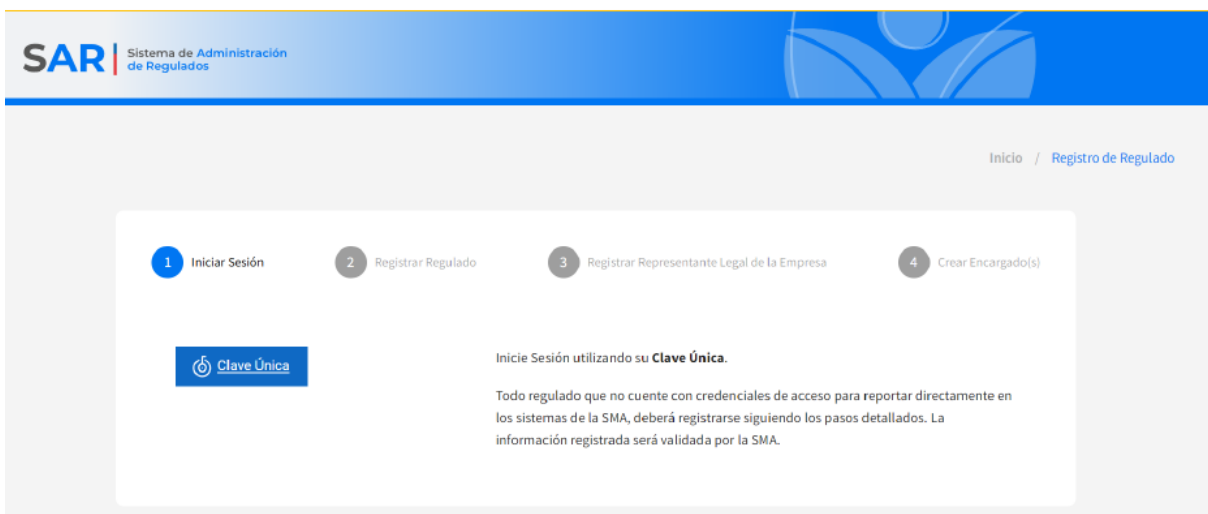 SAR Sistema de Administración
de Regulados
Inicio / Registro de Regulado
1 Iniciar Sesión 2 Registrar Regulado 3 Registrar Representante Legal de la Empresa 4 Crear Encargado(s)
Clave Única
Inicie Sesión utilizando su Clave Única.
Todo regulado que no cuente con credenciales de acceso para reportar directamente en
los sistemas de la SMA, deberá registrarse siguiendo los pasos detallados. La
información registrada será validada por la SMA.